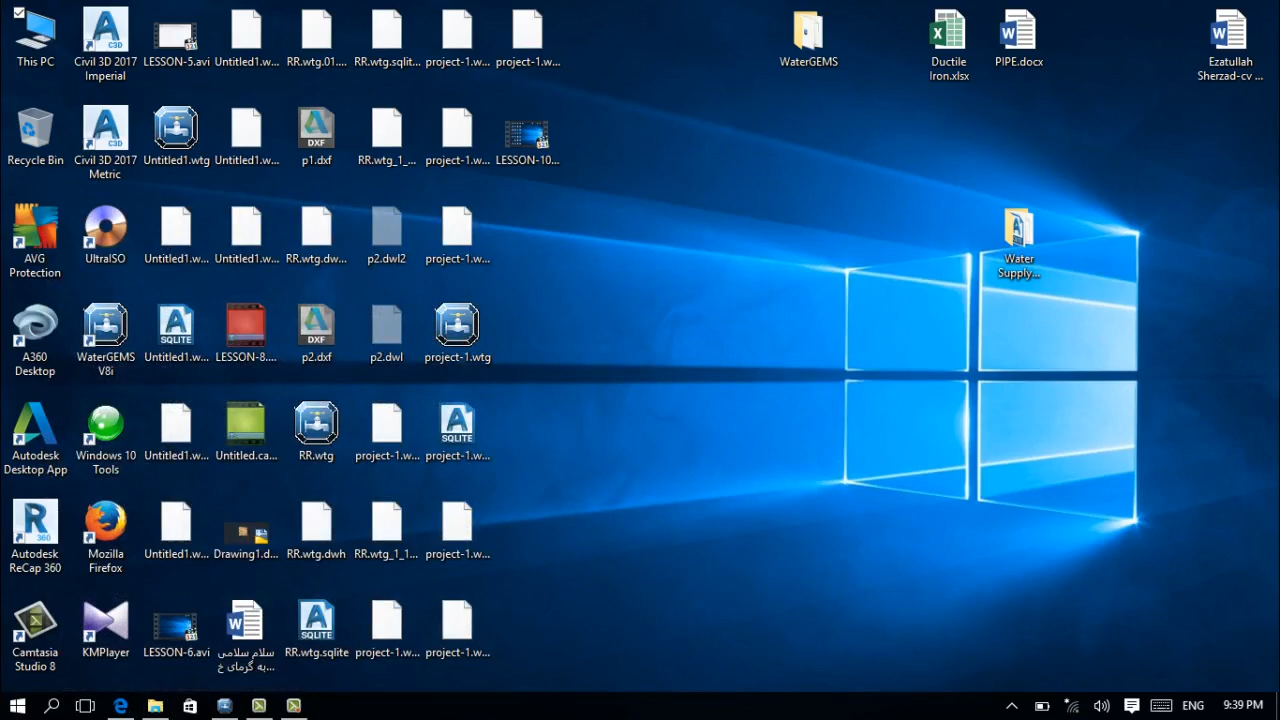 This PC
Civil 3D 2017
Imperial
LESSON-5.avi
Untitled1.w...
RR.wtg.01....
RR.wtg.sqlit...
project-1.w...
project-1.w...
WaterGEMS
Ductile
Iron.xlsx
PIPE.docx
Ezatullah
Sherzad-cv ...
Recycle Bin
Civil 3D 2017
Metric
Untitled1.wtg
Untitled1.w...
DXF
p1.dxf
RR.wtg_1_...
project-1.w...
LESSON-10...
AVG
Protection
UltraISO
Untitled1.w...
Untitled1.w...
RR.wtg.dw...
p2.dwl2
project-1.w...
Water
Supply...
A360
Desktop
WaterGEMS
V8i
SQLITE
Untitled1.w...
LESSON-8....
DXF
p2.dxf
p2.dwl
project-1.wtg
Autodesk
Desktop App
Windows 10
Tools
Untitled1.w...
Untitled.ca...
RR.wtg
project-1.w...
SQLITE
project-1.w...
Autodesk
ReCap 360
Mozilla
Firefox
Untitled1.w...
Drawing1.d...
RR.wtg.dwh
RR.wtg_1_1...
project-1.w...
Camtasia
Studio 8
KMPlayer
LESSON-6.avi
سلام سلامی
به گرمای خ...
SQLITE
RR.wtg.sqlite
project-1.w...
project-1.w...
ENG
9:39 PM